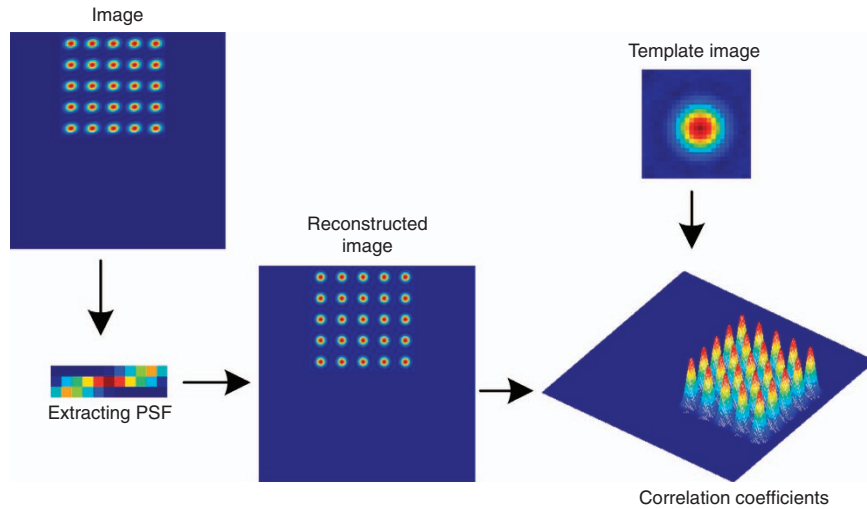 Image
Template image
Reconstructed
image
Extracting PSF
Correlation coefficients